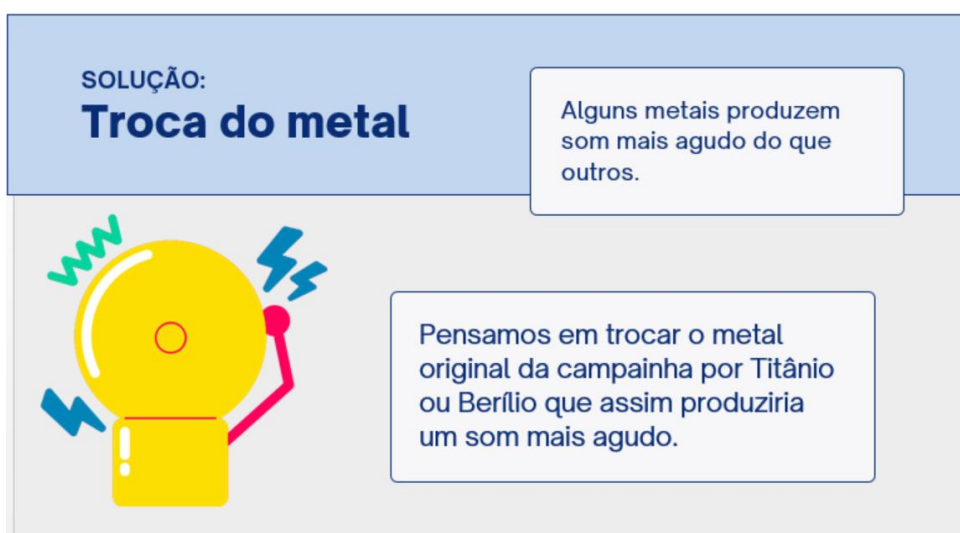 SOLUÇÃO:
Troca do metal
Alguns metais produzem
som mais agudo do que
outros.
Pensamos em trocar o metal
original da campainha por Titânio
ou Berílio que assim produziria
um som mais agudo.